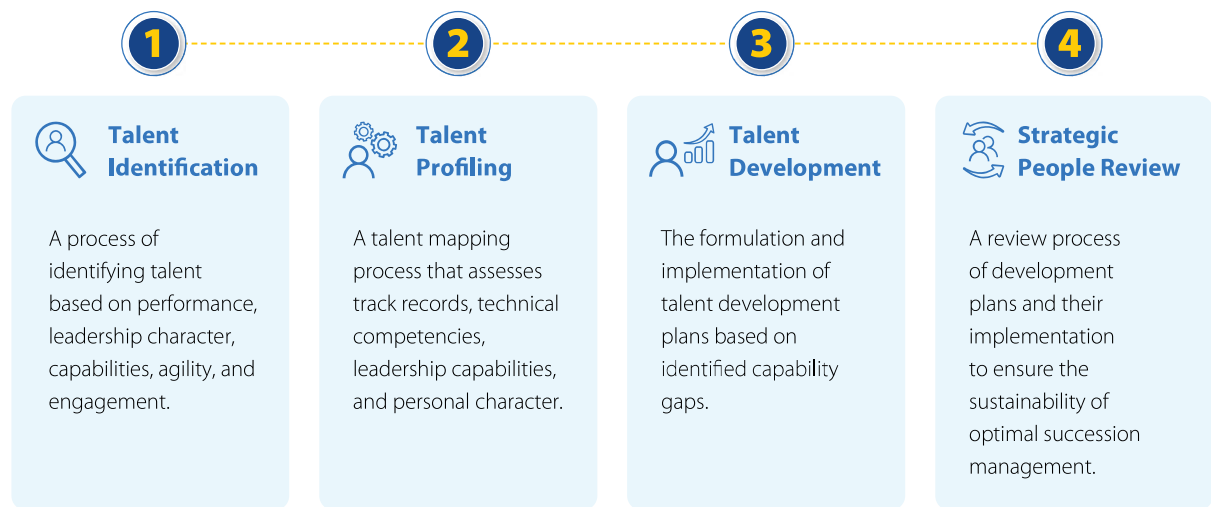 1
2
3
4
Talent
Identification
A process of
identifying talent
based on performance,
leadership character,
capabilities, agility, and
engagement.
Talent
Profiling
A talent mapping
process that assesses
track records, technical
competencies,
leadership capabilities,
and personal character.
Talent
Development
The formulation and
implementation of
talent development
plans based on
identified capability
gaps.
Strategic
People Review
A review process
of development
plans and their
implementation
to ensure the
sustainability of
optimal succession
management.